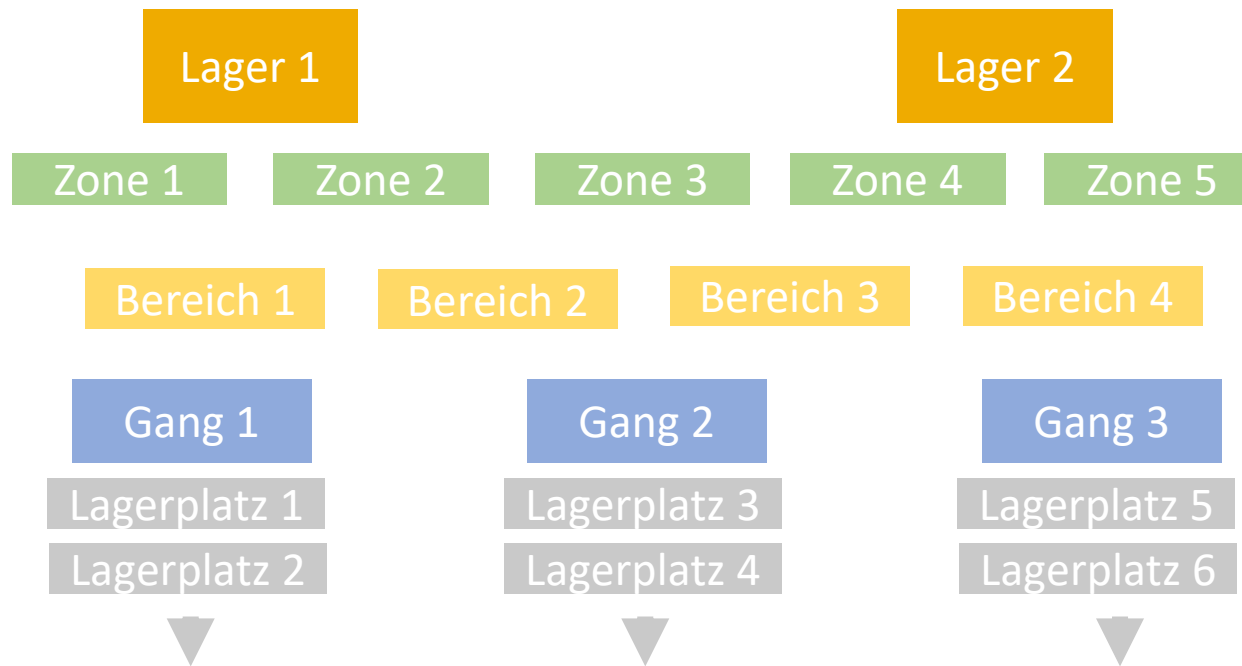 Lager 1
Lager 2
Zone 1
Zone 2
Zone 3
Zone 4
Zone 5
Bereich 1
Bereich 2
Bereich 3
Bereich 4
Gang 1
Gang 2
Gang 3
Lagerplatz 1
Lagerplatz 3
Lagerplatz 5
Lagerplatz 2
Lagerplatz 4
Lagerplatz 6